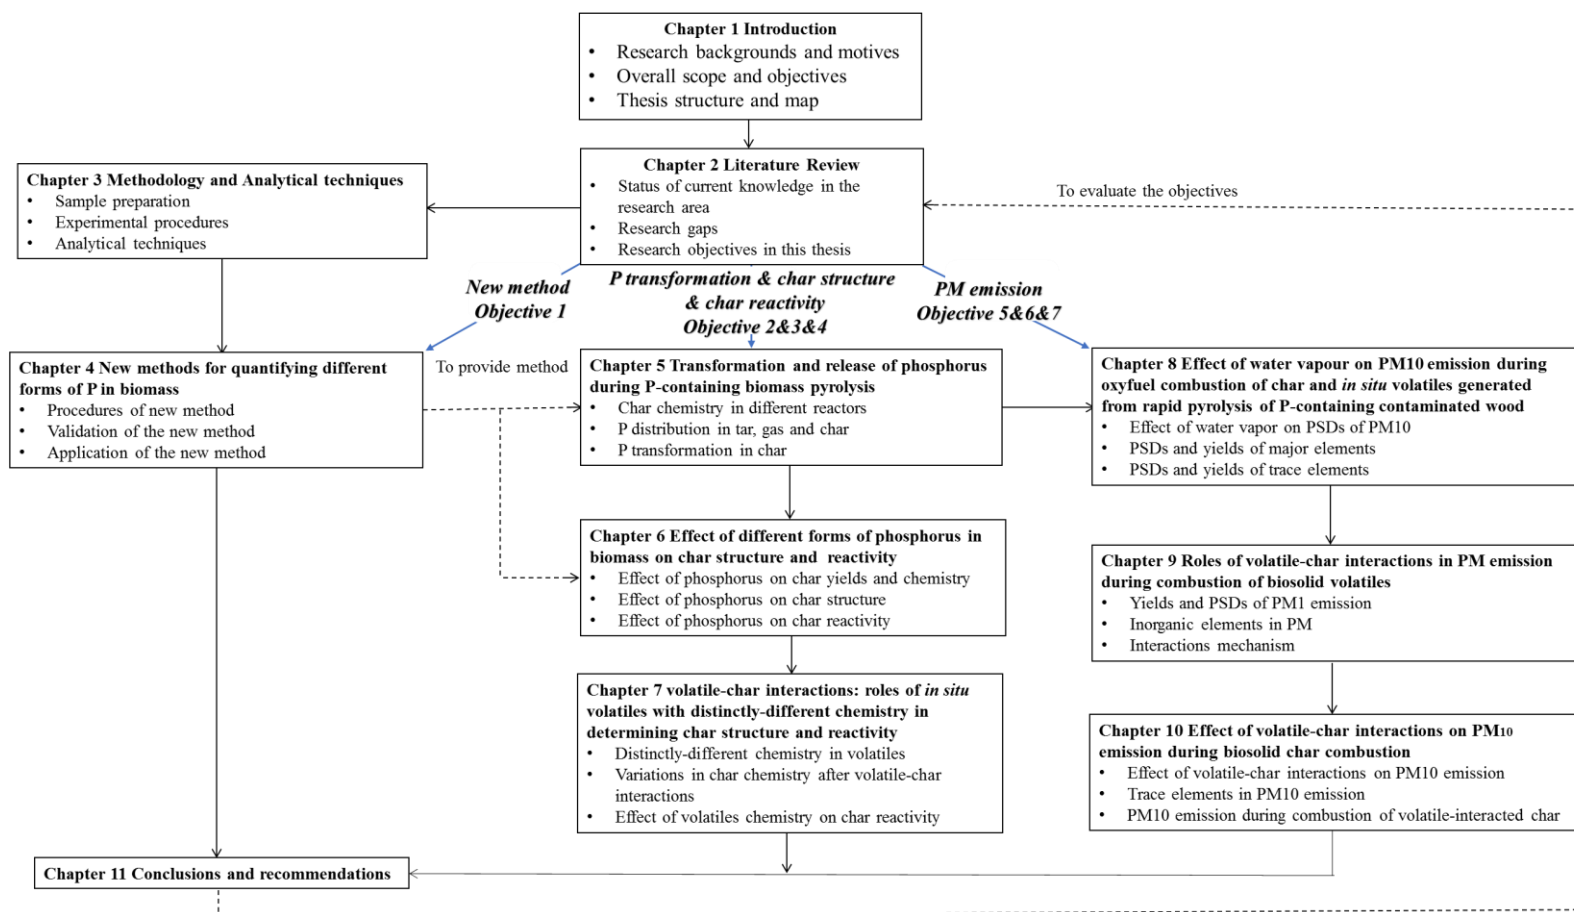 Chapter 1 Introduction
• Research backgrounds and motives
• Overall scope and objectives
• Thesis structure and map
Chapter 2 Literature Review
• Status of current knowledge in the
research area
• Research gaps
• Research objectives in this thesis
Chapter 3 Methodology and Analytical techniques
• Sample preparation
• Experimental procedures
• Analytical techniques
To evaluate the objectives
New method
Objective 1
P transformation & char structure
& char reactivity
Objective 2&3&4
PM emission
Objective 5&6&7
Chapter 4 New methods for quantifying different
forms of P in biomass
• Procedures of new method
• Validation of the new method
• Application of the new method
To provide method
Chapter 5 Transformation and release of phosphorus
during P-containing biomass pyrolysis
• Char chemistry in different reactors
• P distribution in tar, gas and char
• P transformation in char
Chapter 8 Effect of water vapour on PM10 emission during
oxyfuel combustion of char and in situ volatiles generated
from rapid pyrolysis of P-containing contaminated wood
• Effect of water vapor on PSDs of PM10
• PSDs and yields of major elements
• PSDs and yields of trace elements
Chapter 6 Effect of different forms of phosphorus in
biomass on char structure and reactivity
• Effect of phosphorus on char yields and chemistry
• Effect of phosphorus on char structure
• Effect of phosphorus on char reactivity
Chapter 9 Roles of volatile-char interactions in PM emission
during combustion of biosolid volatiles
• Yields and PSDs of PM1 emission
• Inorganic elements in PM
• Interactions mechanism
Chapter 7 volatile-char interactions: roles of in situ
volatiles with distinctly-different chemistry in
determining char structure and reactivity
• Distinctly-different chemistry in volatiles
• Variations in char chemistry after volatile-char
interactions
• Effect of volatiles chemistry on char reactivity
Chapter 10 Effect of volatile-char interactions on PM10
emission during biosolid char combustion
• Effect of volatile-char interactions on PM10 emission
• Trace elements in PM10 emission
• PM10 emission during combustion of volatile-interacted char
Chapter 11 Conclusions and recommendations